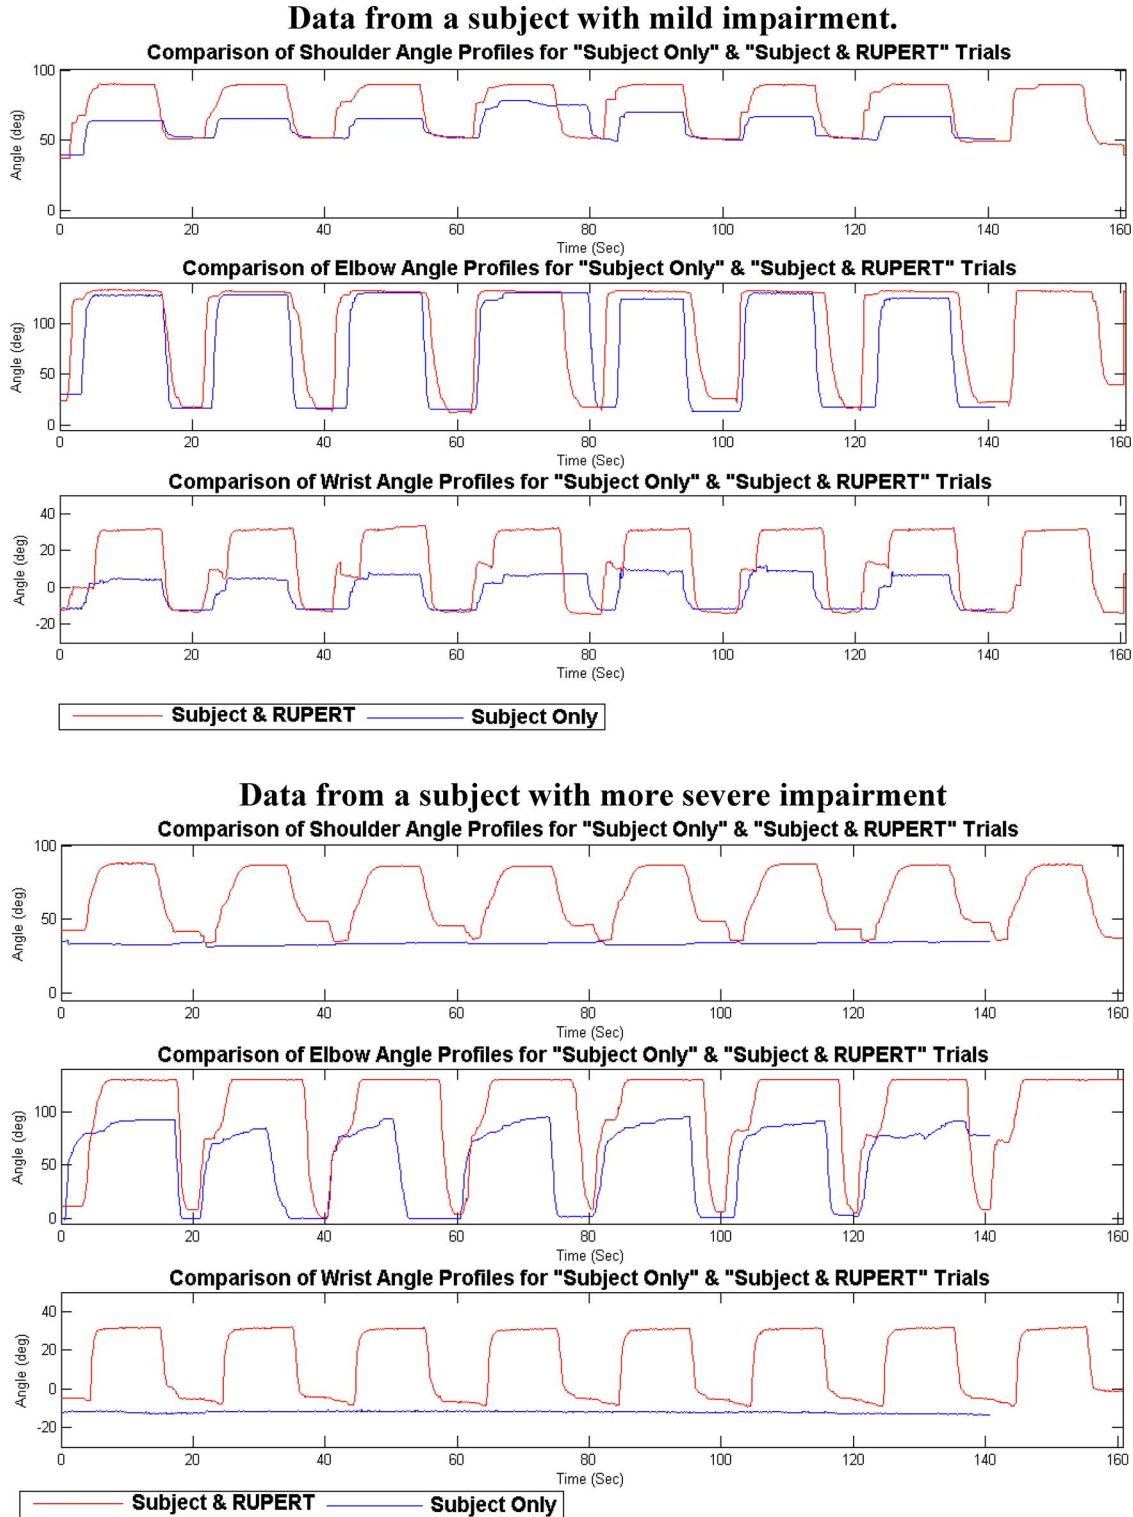 Data from a subject with mild impairment.
Comparison of Shoulder Angle Profiles for "Subject Only" & "Subject & RUPERT" Trials
100
50
0
Angle (deg)
0 20 40 60 80 100 120 140 160
Time (Sec)
Comparison of Elbow Angle Profiles for "Subject Only" & "Subject & RUPERT" Trials
100
50
0
Angle (deg)
0 20 40 60 80 100 120 140 160
Time (Sec)
Comparison of Wrist Angle Profiles for "Subject Only" & "Subject & RUPERT" Trials
40
20
0
-20
Angle (deg)
0 20 40 60 80 100 120 140 160
Time (Sec)
Subject & RUPERT Subject Only
Data from a subject with more severe impairment
Comparison of Shoulder Angle Profiles for "Subject Only" & "Subject & RUPERT" Trials
100
50
0
Angle (deg)
0 20 40 60 80 100 120 140 160
Time (Sec)
Comparison of Elbow Angle Profiles for "Subject Only" & "Subject & RUPERT" Trials
100
50
0
Angle (deg)
0 20 40 60 80 100 120 140 160
Time (Sec)
Comparison of Wrist Angle Profiles for "Subject Only" & "Subject & RUPERT" Trials
40
20
0
-20
Angle (deg)
0 20 40 60 80 100 120 140 160
Time (Sec)
Subject & RUPERT Subject Only